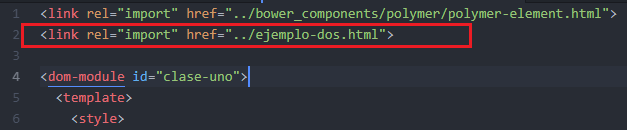 1 <link rel="import" href="../bower_components/polymer/polymer-element.html">
2 <link rel="import" href="../ejemplo-dos.html">
3
4 <dom-module id="clase-uno">
5 <template>
6 <style>